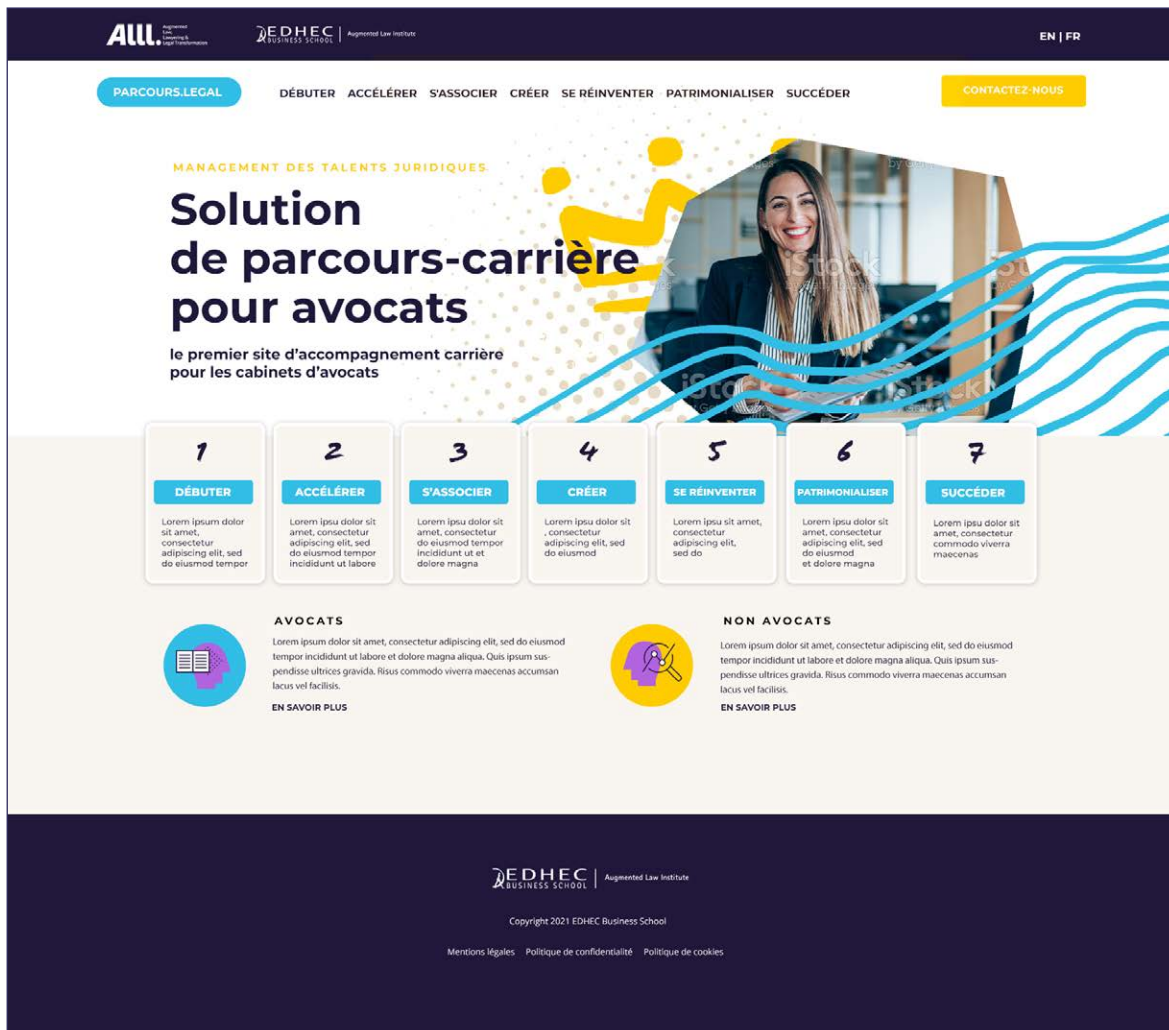 ALLL. Augmented Law, Lawyering & Legal Transformation
EDHEC BUSINESS SCHOOL | Augmented Law Institute
EN | FR
PARCOURS.LEGAL
DÉBUTER ACCÉLÉRER S'ASSOCIER CRÉER SE RÉINVENTER PATRIMONIALISER SUCCÉDER
CONTACTEZ-NOUS
MANAGEMENT DES TALENTS JURIDIQUES
Solution
de parcours-carrière
pour avocats
le premier site d'accompagnement carrière
pour les cabinets d'avocats
iStock
iStock
iStock
1
DÉBUTER
Lorem ipsum dolor
sit amet,
consectetur
adipiscing elit, sed
do eiusmod tempor
2
ACCÉLÉRER
Lorem ipsu dolor sit
amet, consectetur
adipiscing elit, sed
do eiusmod tempor
incididunt ut labore
3
S'ASSOCIER
Lorem ipsu dolor sit
amet, consectetur
do eiusmod tempor
incididunt ut et
dolore magna
4
CRÉER
Lorem ipsu dolor sit
, consectetur
adipiscing elit, sed
do eiusmod
5
SE RÉINVENTER
Lorem ipsu sit amet,
consectetur
adipiscing elit,
sed do
6
PATRIMONIALISER
Lorem ipsu dolor sit
amet, consectetur
adipiscing elit, sed
do eiusmod
et dolore magna
7
SUCCÉDER
Lorem ipsu dolor sit
amet, consectetur
commodo viverra
maecenas
AVOCATS
Lorem ipsum dolor sit amet, consectetur adipiscing elit, sed do eiusmod
tempor incididunt ut labore et dolore magna aliqua. Quis ipsum sus-
pendisse ultrices gravida. Risus commodo viverra maecenas accumsan
lacus vel facilisis.
EN SAVOIR PLUS
NON AVOCATS
Lorem ipsum dolor sit amet, consectetur adipiscing elit, sed do eiusmod
tempor incididunt ut labore et dolore magna aliqua. Quis ipsum sus-
pendisse ultrices gravida. Risus commodo viverra maecenas accumsan
lacus vel facilisis.
EN SAVOIR PLUS
EDHEC BUSINESS SCHOOL | Augmented Law Institute
Copyright 2021 EDHEC Business School
Mentions légales Politique de confidentialité Politique de cookies